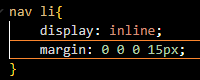 nav li{
    display: inline;
    margin: 0 0 0 15px;
}